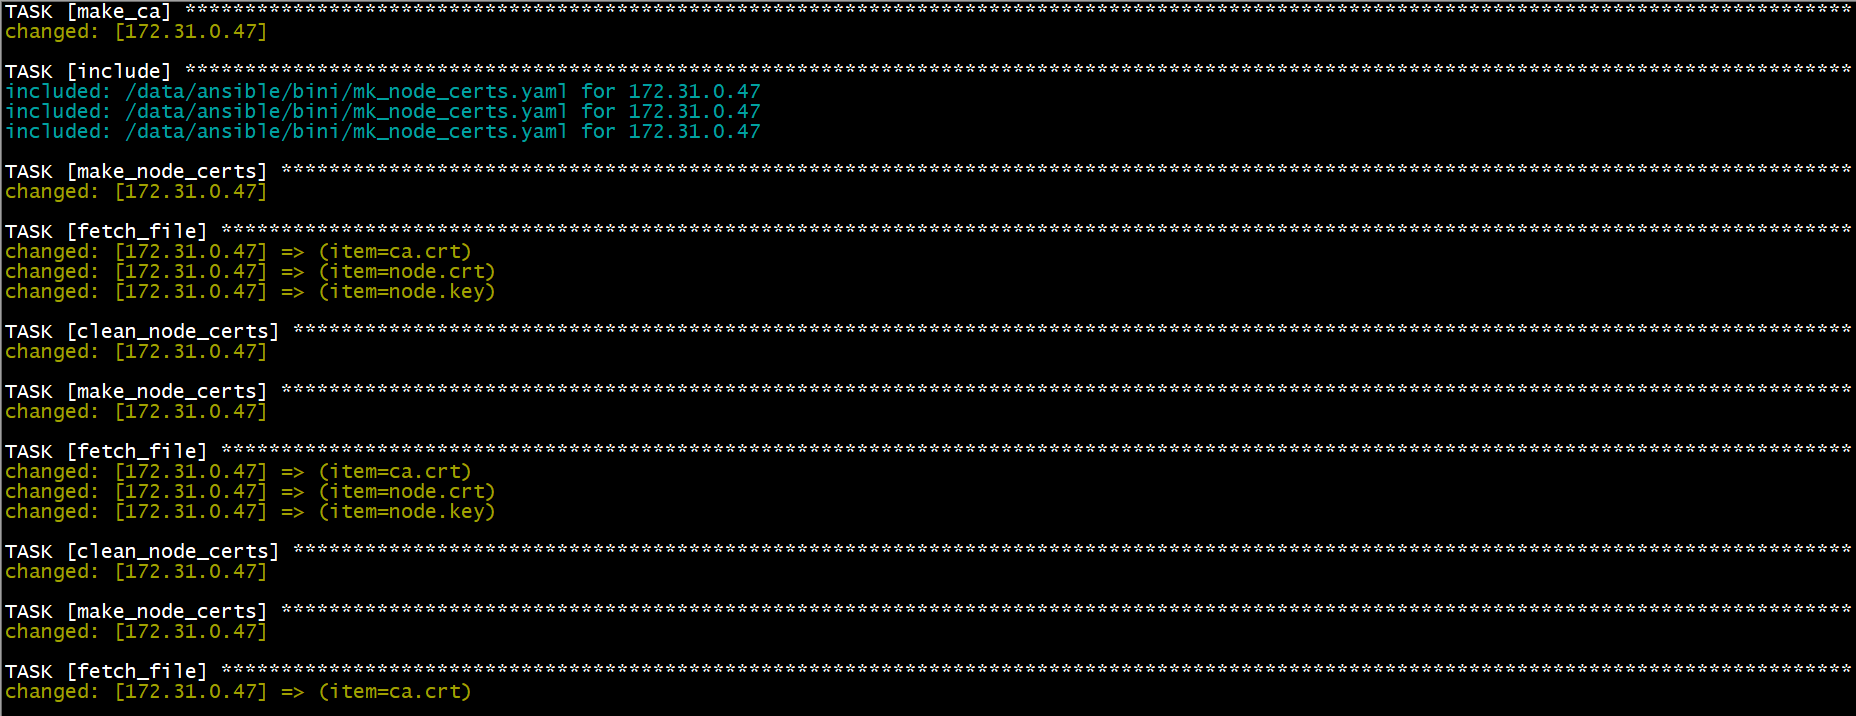 TASK [make_ca] *******************************************************************************************************************************************
changed: [172.31.0.47]
TASK [include] *******************************************************************************************************************************************
included: /data/ansible/bini/mk_node_certs.yaml for 172.31.0.47
included: /data/ansible/bini/mk_node_certs.yaml for 172.31.0.47
included: /data/ansible/bini/mk_node_certs.yaml for 172.31.0.47
TASK [make_node_certs] ***********************************************************************************************************************************
changed: [172.31.0.47]
TASK [fetch_file] ****************************************************************************************************************************************
changed: [172.31.0.47] => (item=ca.crt)
changed: [172.31.0.47] => (item=node.crt)
changed: [172.31.0.47] => (item=node.key)
TASK [clean_node_certs] **********************************************************************************************************************************
changed: [172.31.0.47]
TASK [make_node_certs] ***********************************************************************************************************************************
changed: [172.31.0.47]
TASK [fetch_file] ****************************************************************************************************************************************
changed: [172.31.0.47] => (item=ca.crt)
changed: [172.31.0.47] => (item=node.crt)
changed: [172.31.0.47] => (item=node.key)
TASK [clean_node_certs] **********************************************************************************************************************************
changed: [172.31.0.47]
TASK [make_node_certs] ***********************************************************************************************************************************
changed: [172.31.0.47]
TASK [fetch_file] ****************************************************************************************************************************************
changed: [172.31.0.47] => (item=ca.crt)